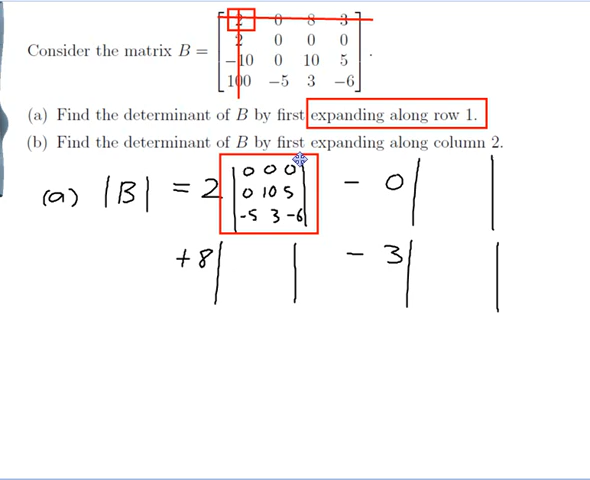 2 0 8 3
2 0 0 0
Consider the matrix B = −10 0 10 5 .
100 −5 3 −6
(a) Find the determinant of B by first expanding along row 1.
(b) Find the determinant of B by first expanding along column 2.
(a) |B| = 2 | 0 0 0 | − 0 | |
| 0 10 5 |
| -5 3 -6 |
+8 | | − 3 | |